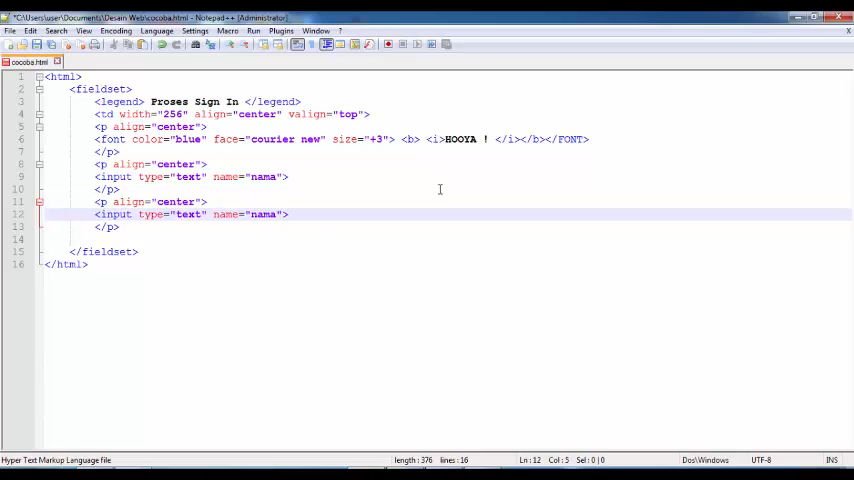 *C:\Users\user\Documents\Desain Web\cocoba.html - Notepad++ [Administrator]
File Edit Search View Encoding Language Settings Macro Run Plugins Window ? X
cocoba.html
1 <html>
2 <fieldset>
3 <legend> Proses Sign In </legend>
4 <td width="256" align="center" valign="top">
5 <p align="center">
6 <font color="blue" face="courier new" size="+3"> <b> <i>HOOYA ! </i></b></FONT>
7 </p>
8 <p align="center">
9 <input type="text" name="nama">
10 </p>
11 <p align="center">
12 <input type="text" name="nama">
13 </p>
14
15 </fieldset>
16 </html>
Hyper Text Markup Language file length : 376 lines : 16 Ln : 12 Col : 5 Sel : 0 | 0 Dos\Windows UTF-8 INS